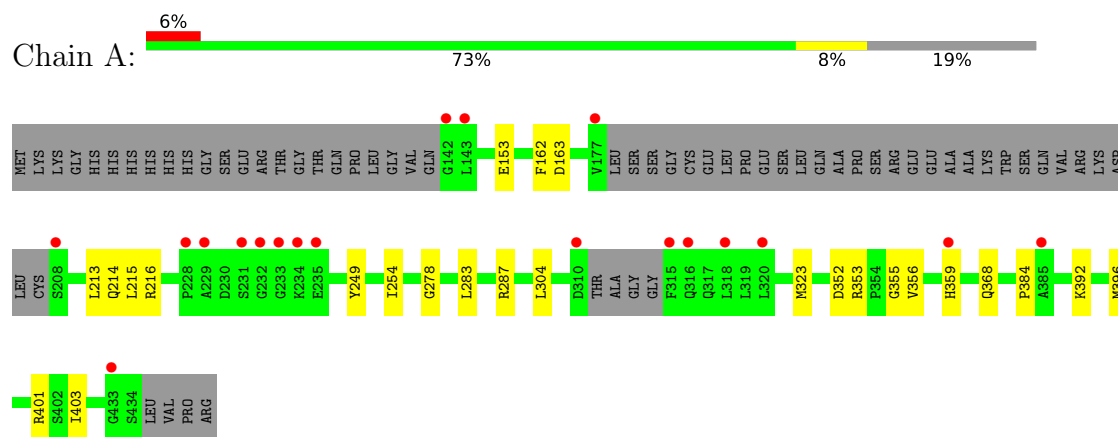 6%
Chain A:
73% 8% 19%
MET LYS LYS GLY HIS HIS HIS HIS HIS HIS GLY SER GLU ARG THR GLY THR GLN PRO LEU GLY VAL GLN G142 L143 E153 F162 D163 V177 LEU SER SER GLY CYS GLU LEU PRO GLU SER LEU GLN ALA PRO SER ARG GLU GLU ALA ALA LYS TRP SER GLN VAL ARG LYS ASP
LEU CYS S208 L213 Q214 L215 R216 P228 A229 D230 S231 G232 G233 K234 E235 Y249 I254 G278 L283 R287 L304 D310 THR ALA GLY GLY F315 Q316 Q317 L318 L319 L320 M323 D352 R353 P354 G355 V356 H359 Q368 P384 A385 K392 M396
R401 S402 I403 G433 S434 LEU VAL PRO ARG